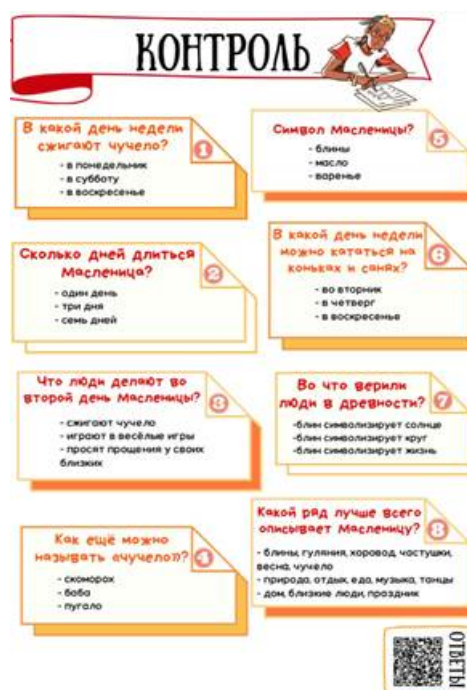 КОНТРОЛЬ
В какой день недели
сжигают чучело?
1
- в понедельник
- в субботу
- в воскресенье
Сколько дней длиться
Масленица?
2
- один день
- три дня
- семь дней
Что люди делают во
второй день Масленицы?
3
- сжигают чучело
- играют в весёлые игры
- просят прощения у своих
близких
Как ещё можно
называть «чучело»?
4
- скоморох
- баба
- пугало
Символ Масленицы?
5
- блины
- масло
- варенье
В какой день недели
можно кататься на
коньках и санях?
6
- во вторник
- в четверг
- в воскресенье
Во что верили
люди в древности?
7
-блин символизирует солнце
-блин символизирует круг
-блин символизирует жизнь
Какой ряд лучше всего
описывает Масленицу?
8
- блины, гуляния, хоровод, частушки,
весна, чучело
- природа, отдых, еда, музыка, танцы
- дом, близкие люди, праздник
ОТВЕТЫ